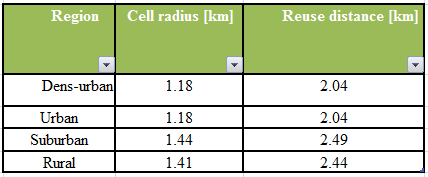 Region Cell radius [km] Reuse distance [km]
Dens-urban 1.18 2.04
Urban 1.18 2.04
Suburban 1.44 2.49
Rural 1.41 2.44